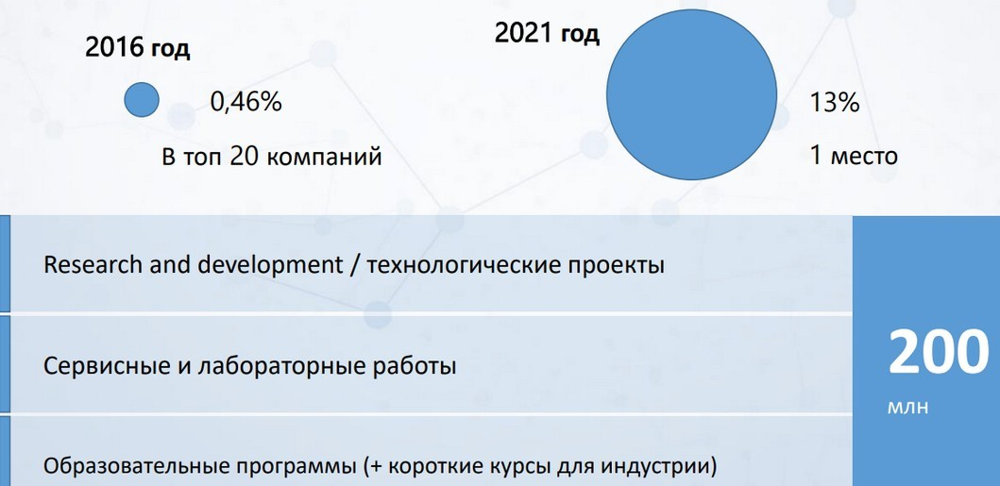 2016 год
0,46%
В топ 20 компаний
2021 год
13%
1 место
Research and development / технологические проекты
Сервисные и лабораторные работы
Образовательные программы (+ короткие курсы для индустрии)
200
млн